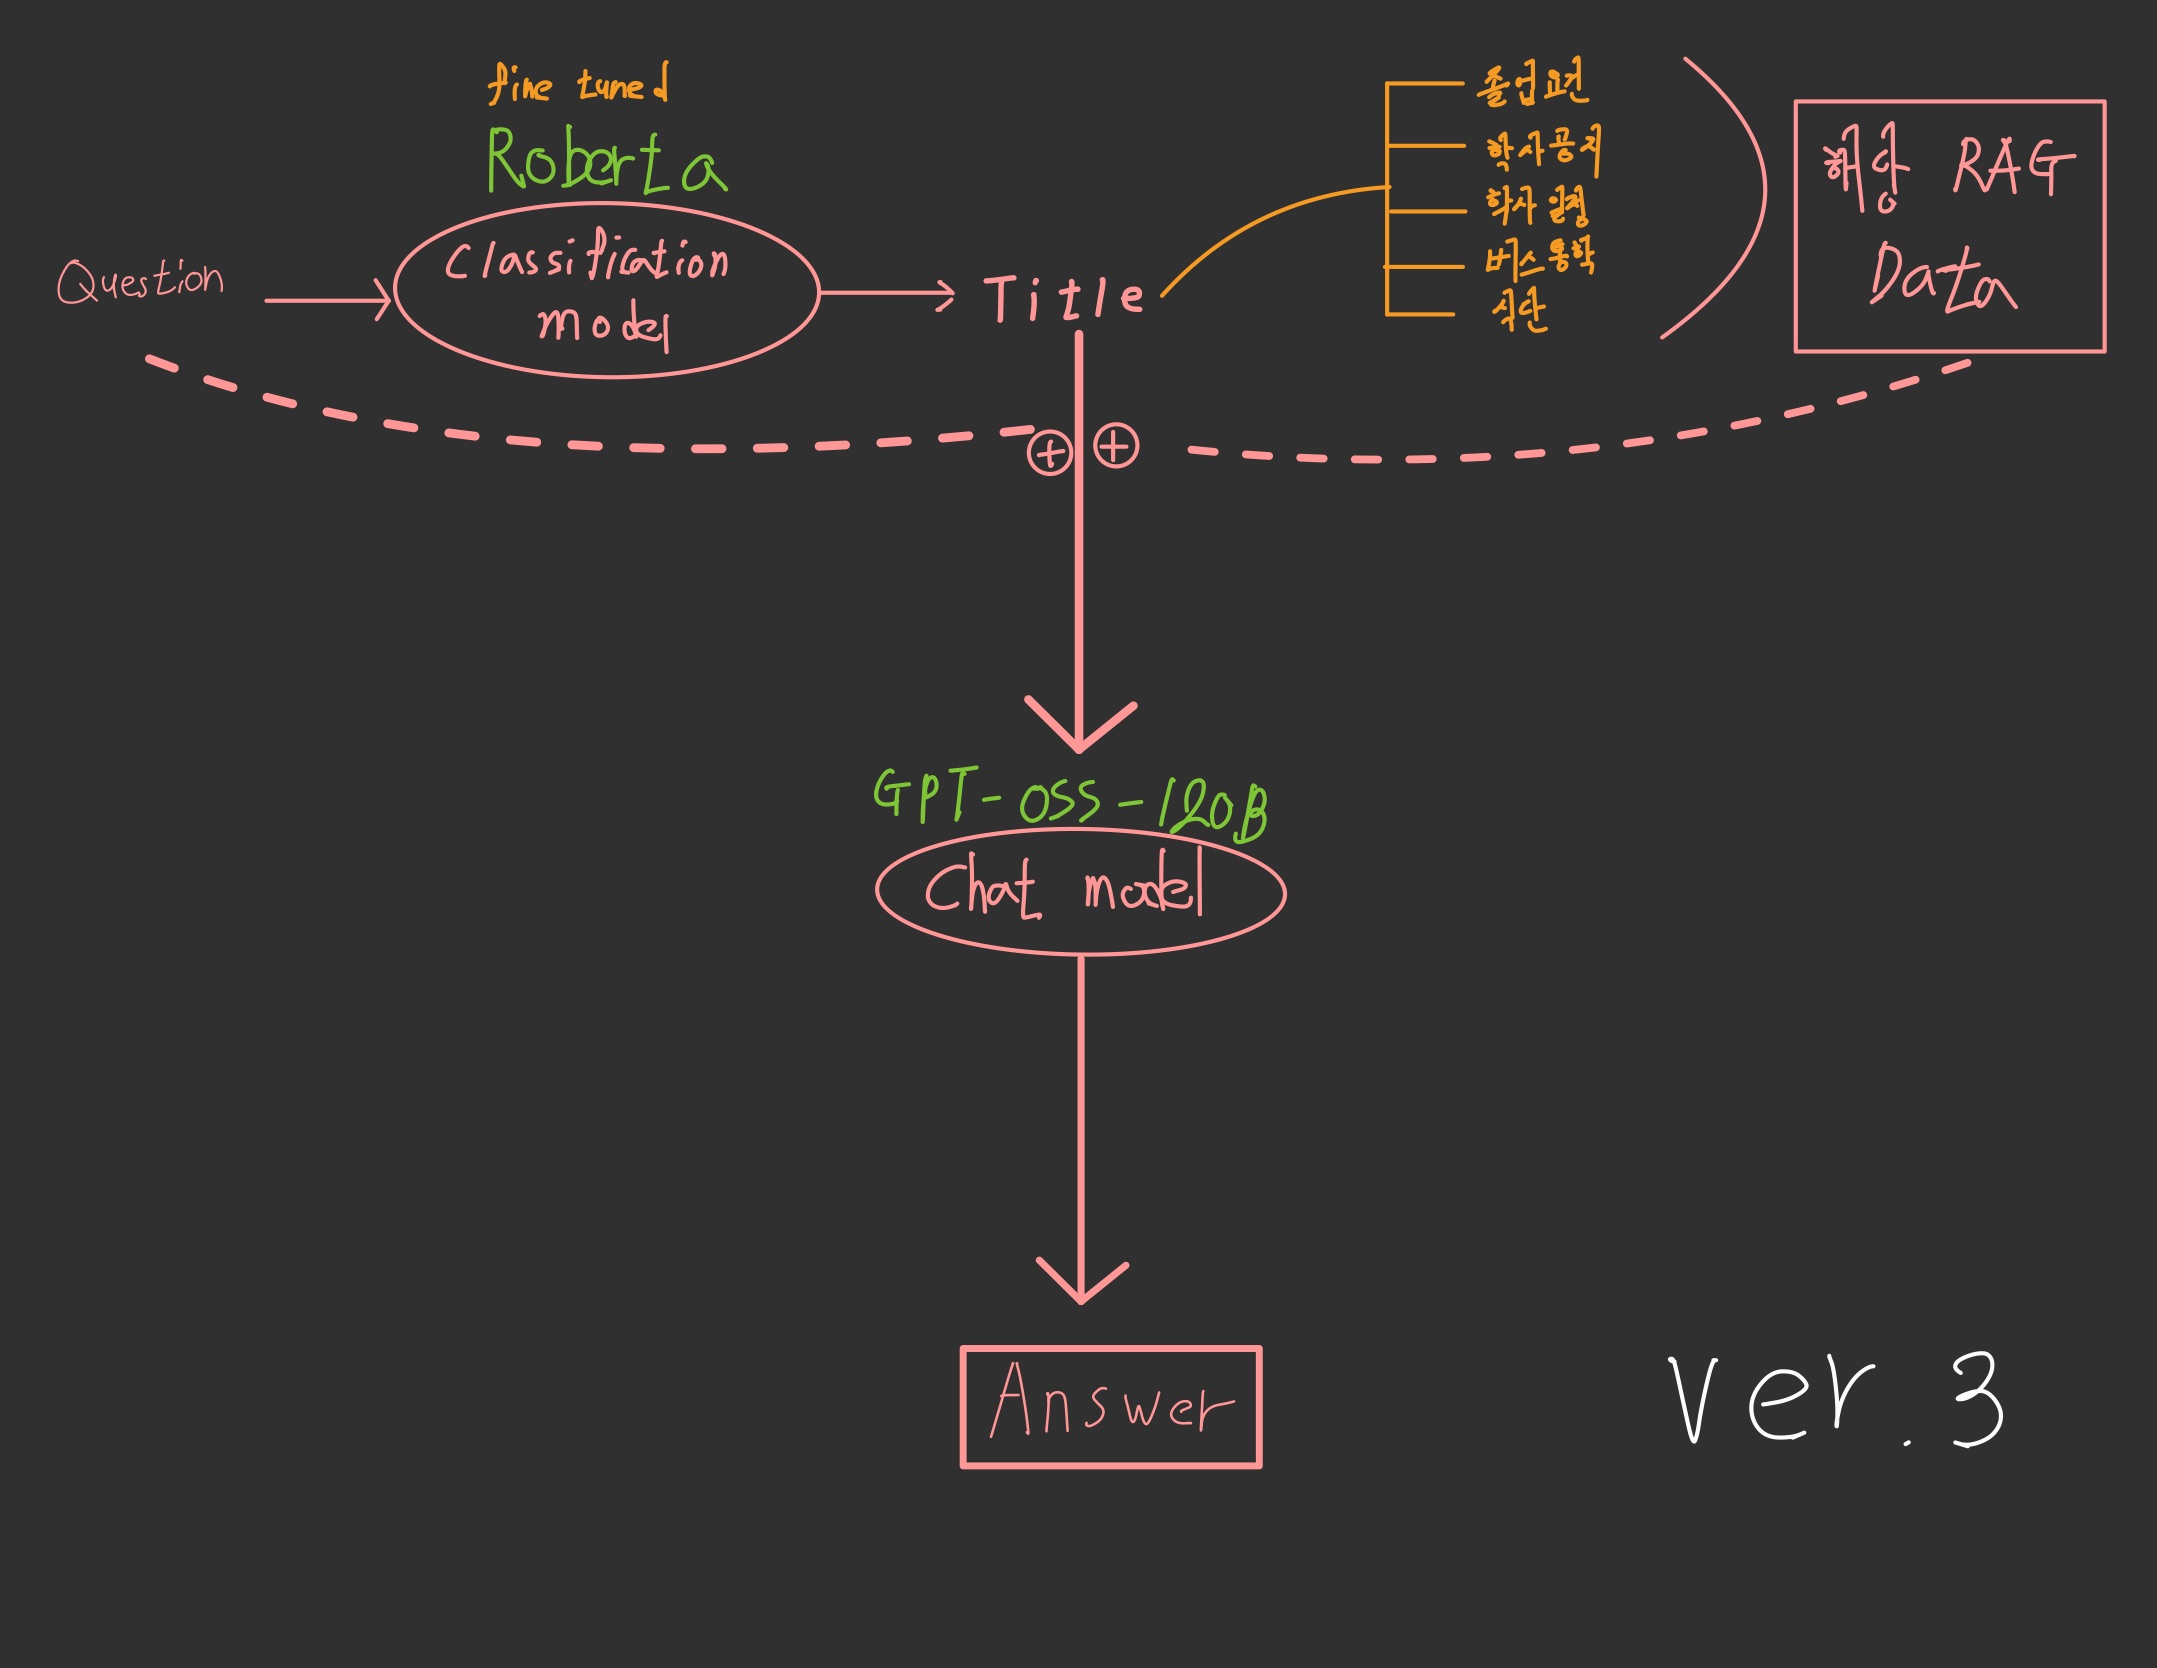 fine tuned
Roberta
Question
Classification
model
Title
졸업요건
학사공지
학사일정
버스통학
식단
해당 RAG
Data
GPT-OSS-120B
Chat model
Answer
Ver.3